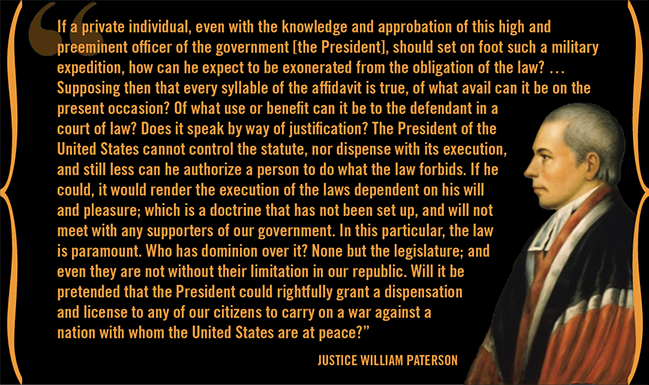 If a private individual, even with the knowledge and approbation of this high and
preeminent officer of the government [the President], should set on foot such a military
expedition, how can he expect to be exonerated from the obligation of the law? …
Supposing then that every syllable of the affidavit is true, of what avail can it be on the
present occasion? Of what use or benefit can it be to the defendant in a
court of law? Does it speak by way of justification? The President of the
United States cannot control the statute, nor dispense with its execution,
and still less can he authorize a person to do what the law forbids. If he
could, it would render the execution of the laws dependent on his will
and pleasure; which is a doctrine that has not been set up, and will not
meet with any supporters of our government. In this particular, the law
is paramount. Who has dominion over it? None but the legislature; and
even they are not without their limitation in our republic. Will it be
pretended that the President could rightfully grant a dispensation
and license to any of our citizens to carry on a war against a
nation with whom the United States are at peace?”
JUSTICE WILLIAM PATERSON